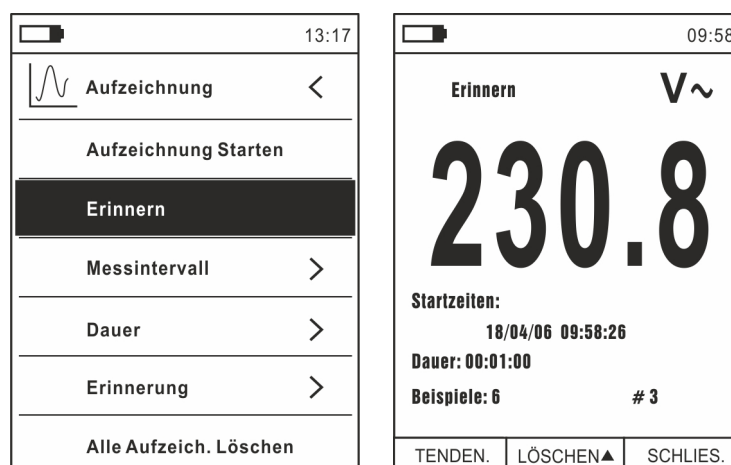 13:17
Aufzeichnung
Aufzeichnung Starten
Erinnern
Messintervall
Dauer
Erinnerung
Alle Aufzeich. Löschen
09:58
Erinnern V~
230.8
Startzeiten:
18/04/06 09:58:26
Dauer: 00:01:00
Beispiele: 6 # 3
TENDEN. LÖSCHEN▲ SCHLIES.